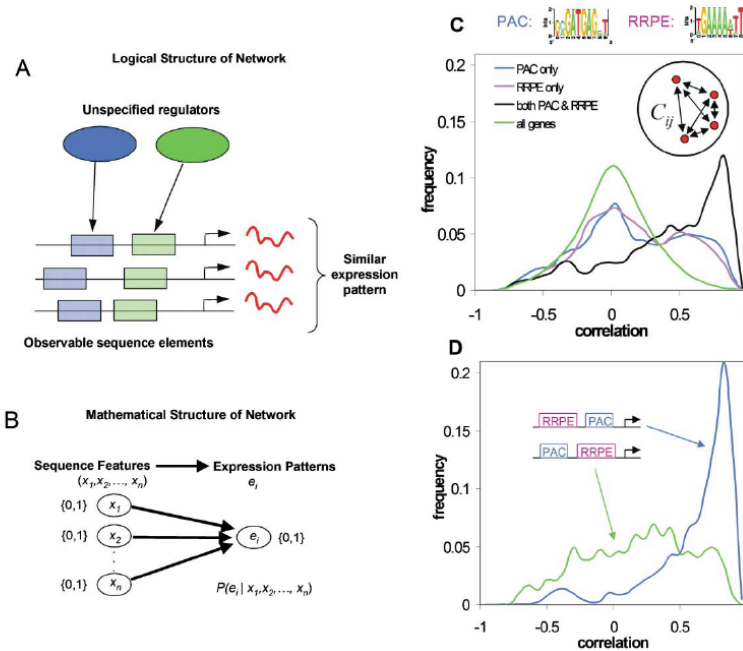 A
Logical Structure of Network
Unspecified regulators
Similar
expression
pattern
Observable sequence elements
B
Mathematical Structure of Network
Sequence Features
Expression Patterns
(x1,x2,..., xn)
ei
{0,1} x1
{0,1} x2
ei {0,1}
{0,1} xn
P(ei | x1,x2,..., xn)
C
PAC:
GATGAG
T
RRPE:
TGAAAA
TT
PAC only
RRPE only
both PAC & RRPE
all genes
Cij
frequency
0.2
0.15
0.1
0.05
0
-1 -0.5 0 0.5
correlation
D
RRPE PAC
PAC RRPE
frequency
0.2
0.15
0.1
0.05
0
-1 -0.5 0 0.5
correlation